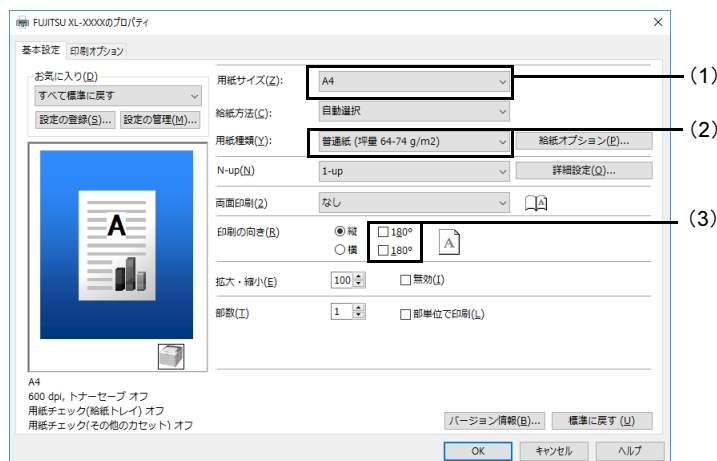 FUJITSU XL-XXXXのプロパティ
基本設定 印刷オプション
お気に入り(D)
すべて標準に戻す
設定の登録(S)... 設定の管理(M)...
A
A4
600 dpi, トナーセーブ オフ
用紙チェック(給紙トレイ) オフ
用紙チェック(その他のカセット) オフ
用紙サイズ(Z): A4
給紙方法(C): 自動選択
用紙種類(Y): 普通紙 (坪量 64-74 g/m2) 給紙オプション(P)...
N-up(N) 1-up 詳細設定(O)...
両面印刷(2) なし A
印刷の向き(R) 縦 180° A
横 180°
拡大・縮小(E) 100 無効(I)
部数(T) 1 部単位で印刷(L)
バージョン情報(B)... 標準に戻す (U)
OK キャンセル ヘルプ
(1)
(2)
(3)